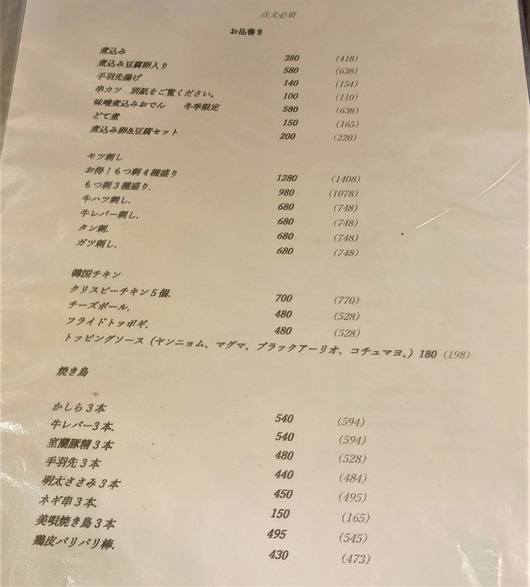 注文必須
お品書き
煮込み 380 (418)
煮込み豆腐卵入り 580 (638)
手羽先揚げ 140 (154)
串カツ 別紙をご覧ください。 100 (110)
味噌煮込みおでん 冬季限定 580 (638)
どて煮 150 (165)
煮込み卵&豆腐セット 200 (220)
モツ刺し
お得！もつ刺４種盛り 1280 (1408)
もつ刺３種盛り. 980 (1078)
牛ハツ刺し. 680 (748)
牛レバー刺し. 680 (748)
タン刺. 680 (748)
ガツ刺し. 680 (748)
韓国チキン
クリスピーチキン５個. 700 (770)
チーズボール. 480 (528)
フライドトッポギ. 480 (528)
トッピングソース（ヤンニョム、マグマ、ブラックアーリオ、コチュマヨ、）180 (198)
焼き鳥
かしら３本 540 (594)
牛レバー3本. 540 (594)
室蘭豚精３本 480 (528)
手羽先３本 440 (484)
明太ささみ３本 450 (495)
ネギ串３本. 150 (165)
美唄焼き鳥３本 495 (545)
鶏皮パリパリ棒. 430 (473)